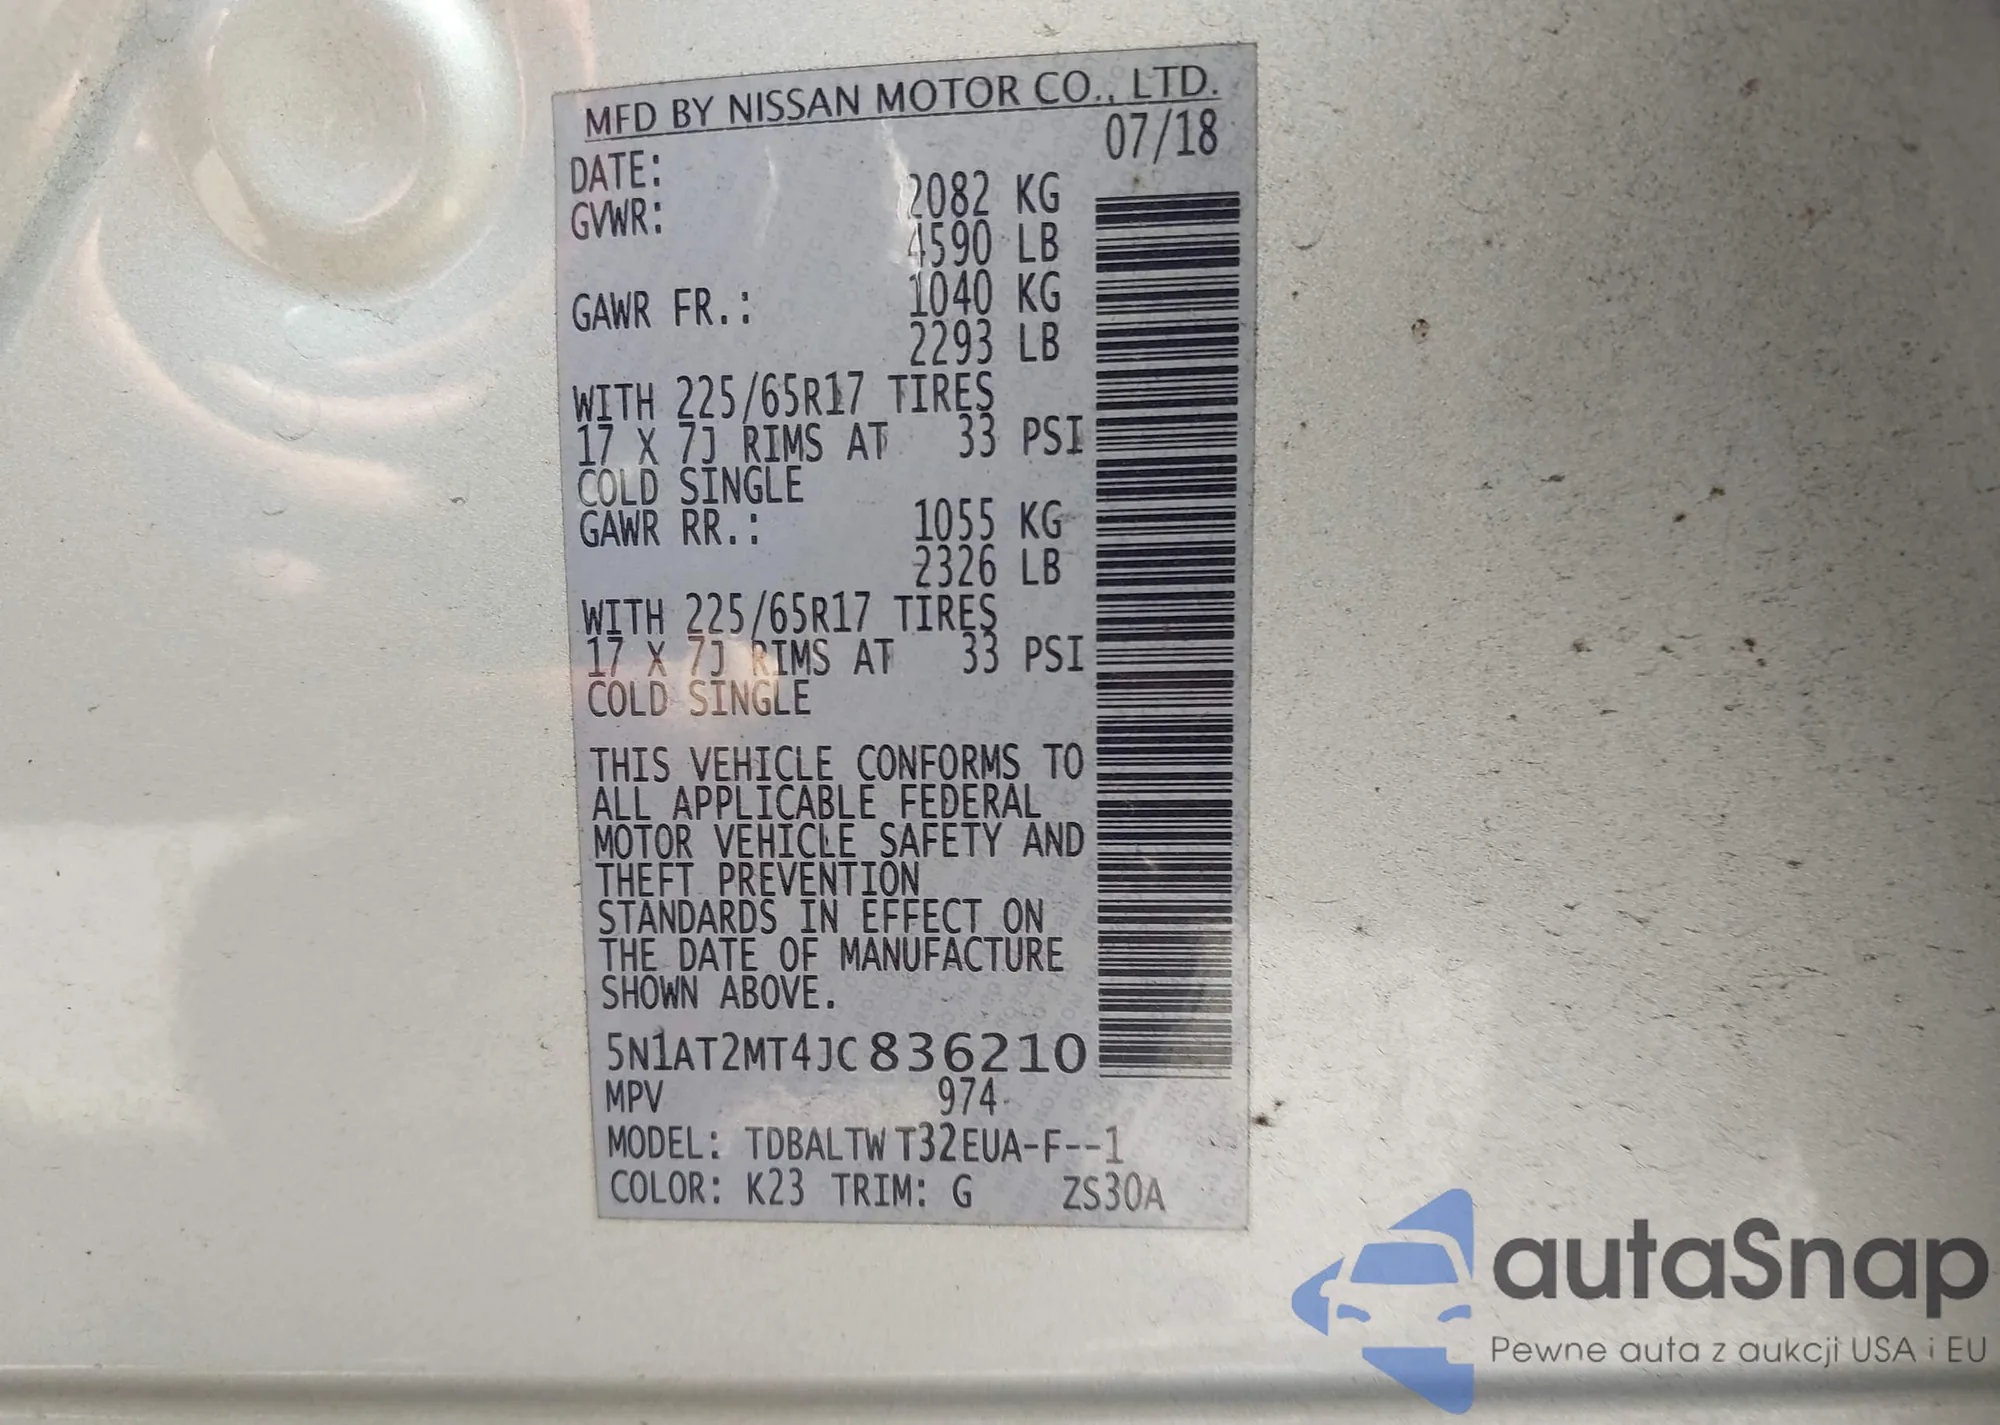 MFD BY NISSAN MOTOR CO., LTD.
DATE: 07/18
GVWR: 2082 KG
4590 LB
GAWR FR.: 1040 KG
2293 LB
WITH 225/65R17 TIRES
17 X 7J RIMS AT 33 PSI
COLD SINGLE
GAWR RR.: 1055 KG
2326 LB
WITH 225/65R17 TIRES
17 X 7J RIMS AT 33 PSI
COLD SINGLE
THIS VEHICLE CONFORMS TO
ALL APPLICABLE FEDERAL
MOTOR VEHICLE SAFETY AND
THEFT PREVENTION
STANDARDS IN EFFECT ON
THE DATE OF MANUFACTURE
SHOWN ABOVE.
5N1AT2MT4JC836210
MPV 974
MODEL: TDBALTW T32EUA-F--1
COLOR: K23 TRIM: G ZS30A
autaSnap
Pewne auta z aukcji USA i EU